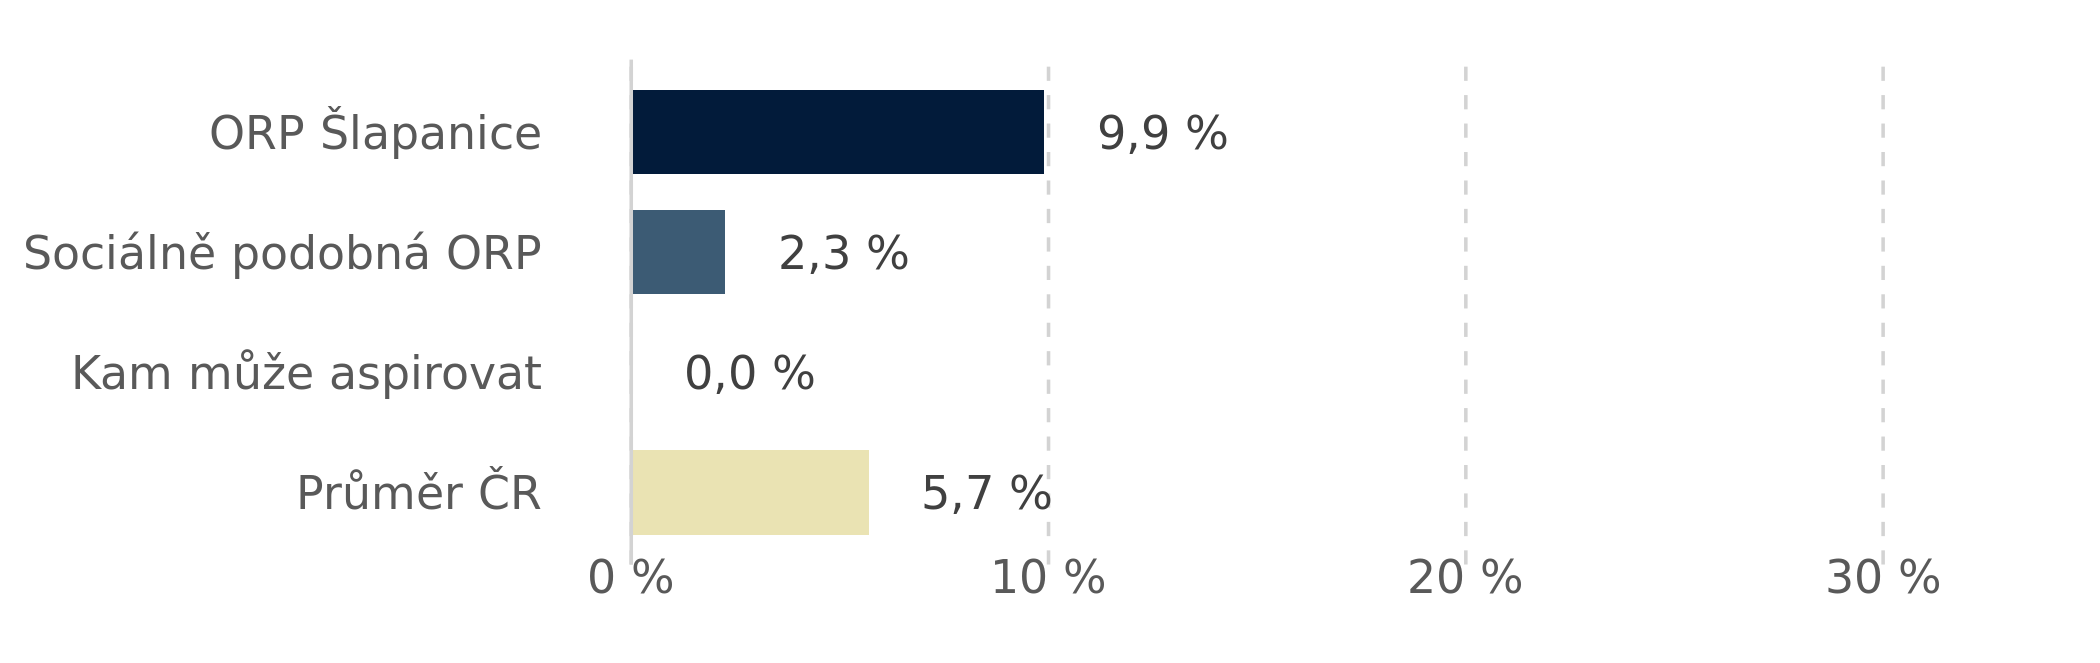 ORP Šlapanice 9,9 %
Sociálně podobná ORP 2,3 %
Kam může aspirovat 0,0 %
Průměr ČR 5,7 %
0 % 10 % 20 % 30 %